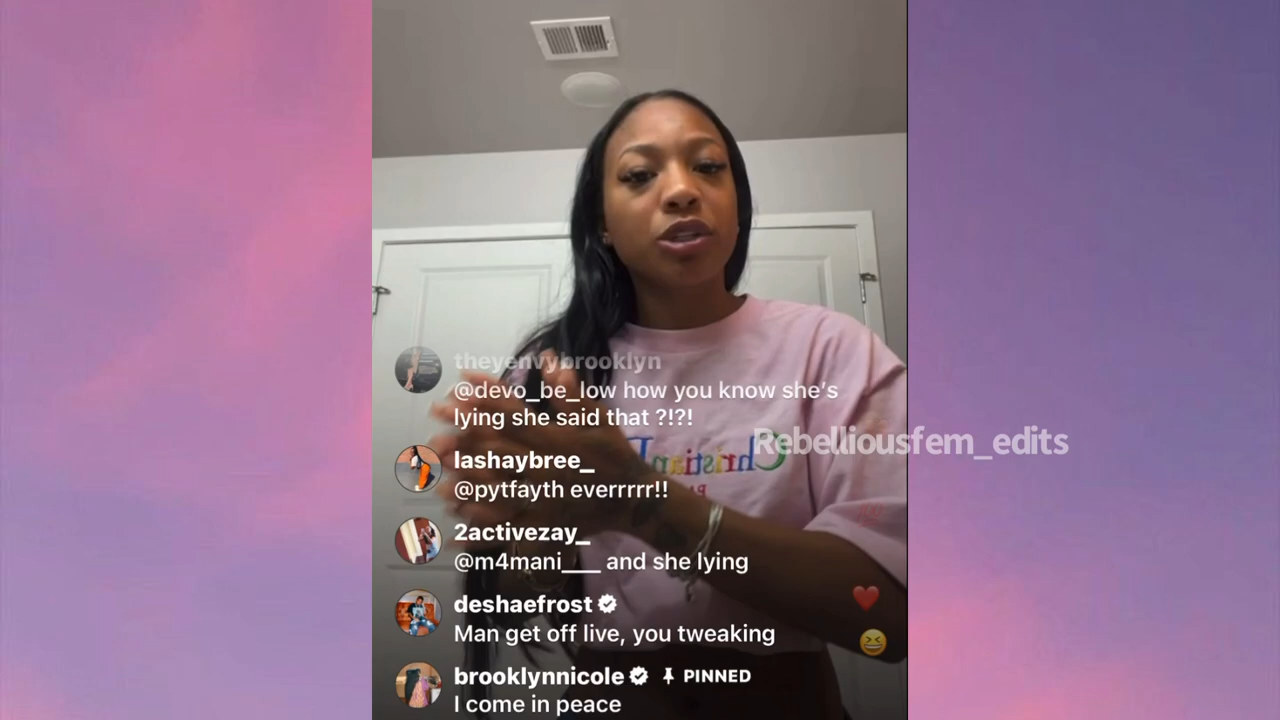 theyenvybrooklyn
@devo_be_low how you know she's
lying she said that ?!?!
Christian
Rebelliousfem_edits
lashaybree_
@pytfayth everrrrr!!
2activezay_
@m4mani___ and she lying
deshaefrost
Man get off live, you tweaking
brooklynnicole PINNED
I come in peace